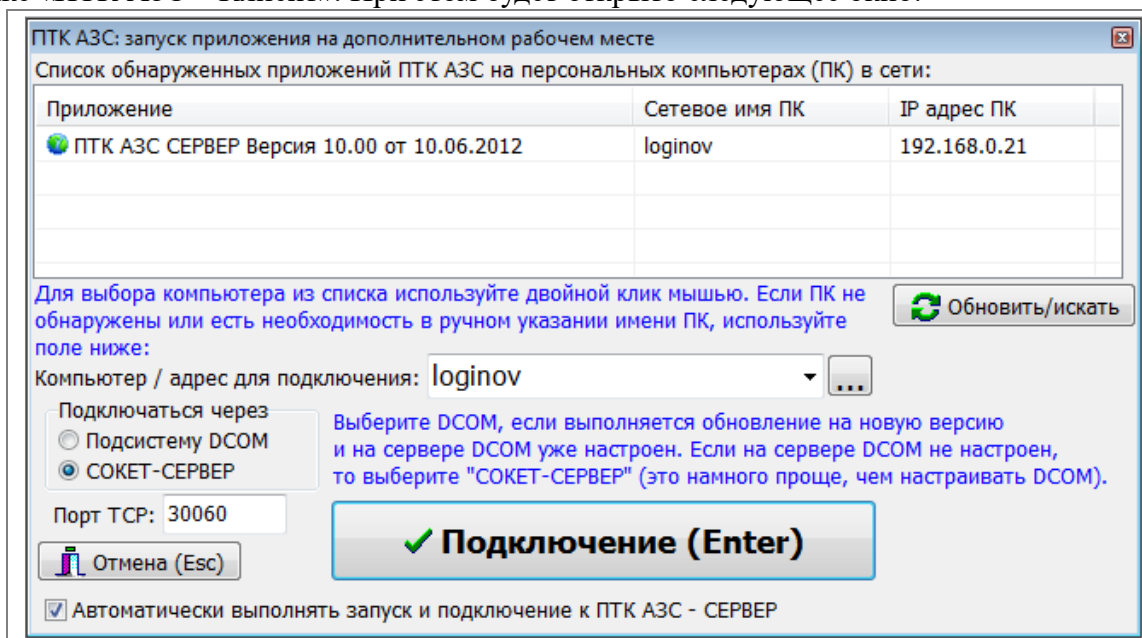 ПТК АЗС: запуск приложения на дополнительном рабочем месте
Список обнаруженных приложений ПТК АЗС на персональных компьютерах (ПК) в сети:
Приложение Сетевое имя ПК IP адрес ПК
ПТК АЗС СЕРВЕР Версия 10.00 от 10.06.2012 loginov 192.168.0.21
Для выбора компьютера из списка используйте двойной клик мышью. Если ПК не
обнаружены или есть необходимость в ручном указании имени ПК, используйте
поле ниже:
Обновить/искать
Компьютер / адрес для подключения: loginov ...
Подключаться через
Подсистему DCOM
СОКЕТ-СЕРВЕР
Выберите DCOM, если выполняется обновление на новую версию
и на сервере DCOM уже настроен. Если на сервере DCOM не настроен,
то выберите "СОКЕТ-СЕРВЕР" (это намного проще, чем настраивать DCOM).
Порт TCP: 30060
Подключение (Enter)
Отмена (Esc)
Автоматически выполнять запуск и подключение к ПТК АЗС - СЕРВЕР